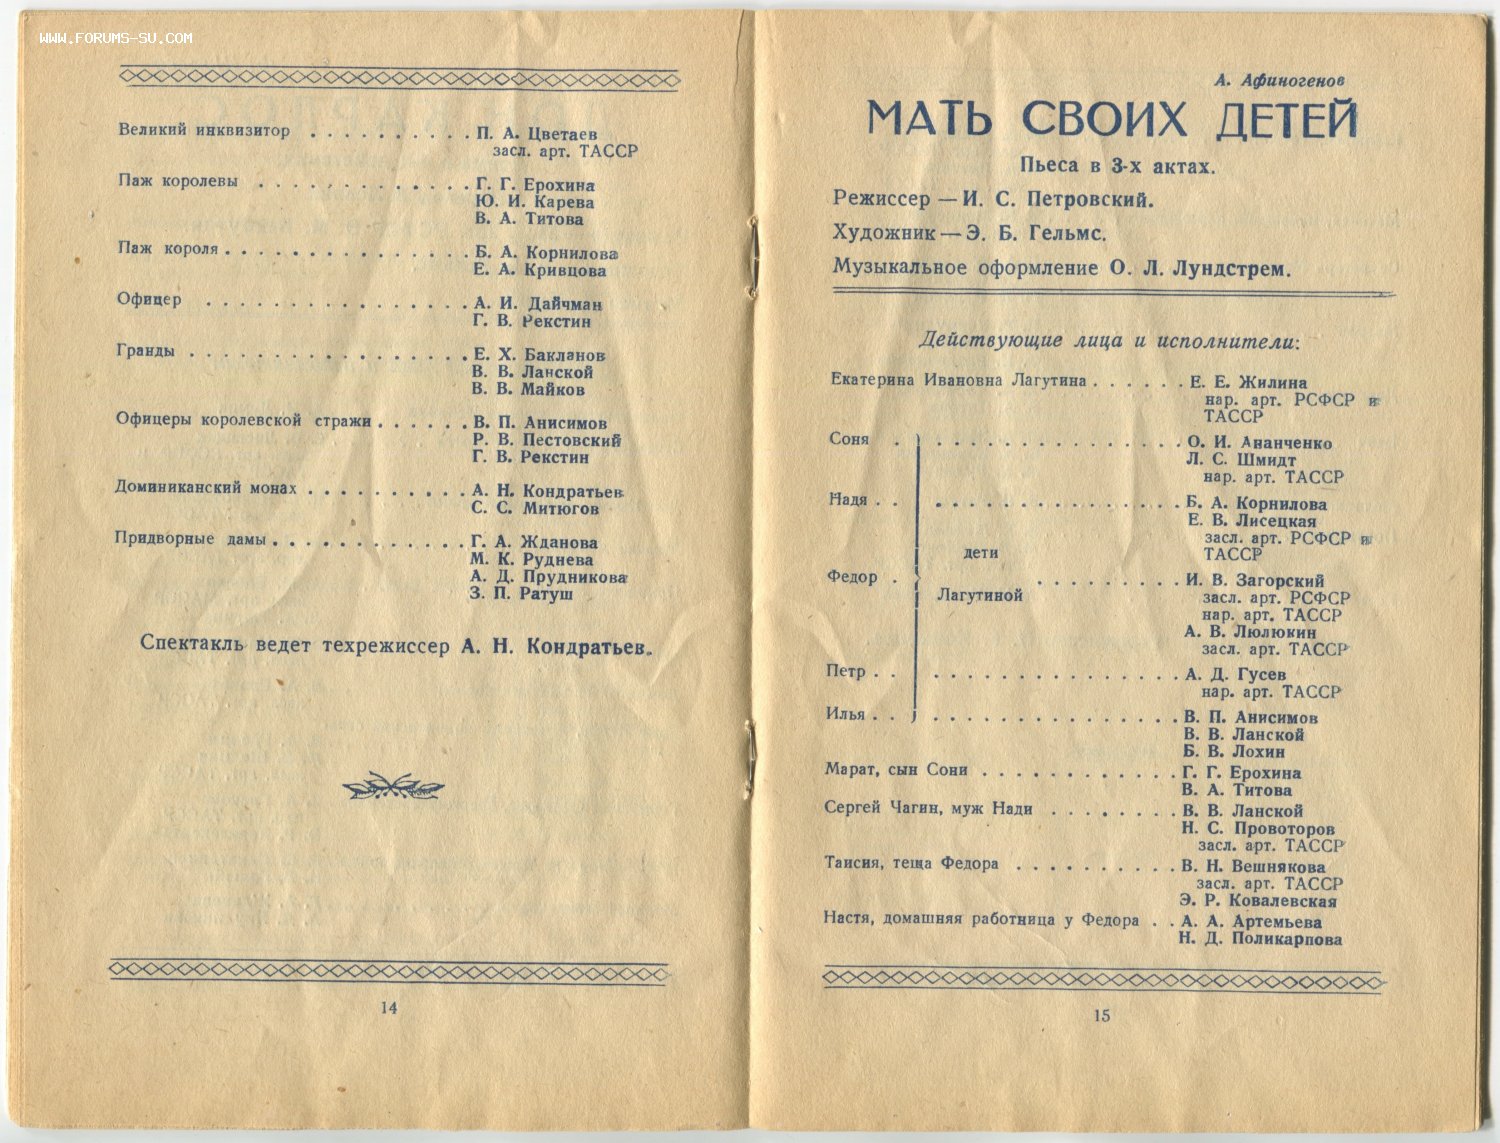 WWW.FORUMS-SU.COM
Великий инквизитор . . . . . . . . . . П. А. Цветаев
засл. арт. ТАССР
Паж королевы . . . . . . . . . . . . . Г. Г. Ерохина
Ю. И. Карева
В. А. Титова
Паж короля . . . . . . . . . . . . . . . Б. А. Корнилова
Е. А. Кривцова
Офицер . . . . . . . . . . . . . . . . А. И. Дайчман
Г. В. Рекстин
Гранды . . . . . . . . . . . . . . . . . Е. Х. Бакланов
В. В. Ланской
В. В. Майков
Офицеры королевской стражи . . . . . . В. П. Анисимов
Р. В. Пестовский
Г. В. Рекстин
Доминиканский монах . . . . . . . . . . А. Н. Кондратьев
С. С. Митюгов
Придворные дамы . . . . . . . . . . . . Г. А. Жданова
М. К. Руднева
А. Д. Прудникова
З. П. Ратуш
Спектакль ведет техрежиссер А. Н. Кондратьев.
14
А. Афиногенов
МАТЬ СВОИХ ДЕТЕЙ
Пьеса в 3-х актах.
Режиссер — И. С. Петровский.
Художник — Э. Б. Гельмс.
Музыкальное оформление О. Л. Лундстрем.
Действующие лица и исполнители:
Екатерина Ивановна Лагутина . . . . . . Е. Е. Жилина
нар. арт. РСФСР и
ТАССР
Соня . . . . . . . . . . . . . . . . О. И. Ананченко
Л. С. Шмидт
нар. арт. ТАССР
Надя . . . . . . . . . . . . . . . . Б. А. Корнилова
Е. В. Лисецкая
засл. арт. РСФСР и
дети ТАССР
Федор . . . . . . . . . . И. В. Загорский
Лагутиной засл. арт. РСФСР
нар. арт. ТАССР
А. В. Люлюкин
засл. арт. ТАССР
Петр . . . . . . . . . . . . . . . . . А. Д. Гусев
нар. арт. ТАССР
Илья . . . . . . . . . . . . . . . . . В. П. Анисимов
В. В. Ланской
Б. В. Лохин
Марат, сын Сони . . . . . . . . . . . . Г. Г. Ерохина
В. А. Титова
Сергей Чагин, муж Нади . . . . . . . . В. В. Ланской
Н. С. Провоторов
засл. арт. ТАССР
Таисия, теща Федора . . . . . . . . . . В. Н. Вешнякова
засл. арт. ТАССР
Э. Р. Ковалевская
Настя, домашняя работница у Федора . . А. А. Артемьева
Н. Д. Поликарпова
15